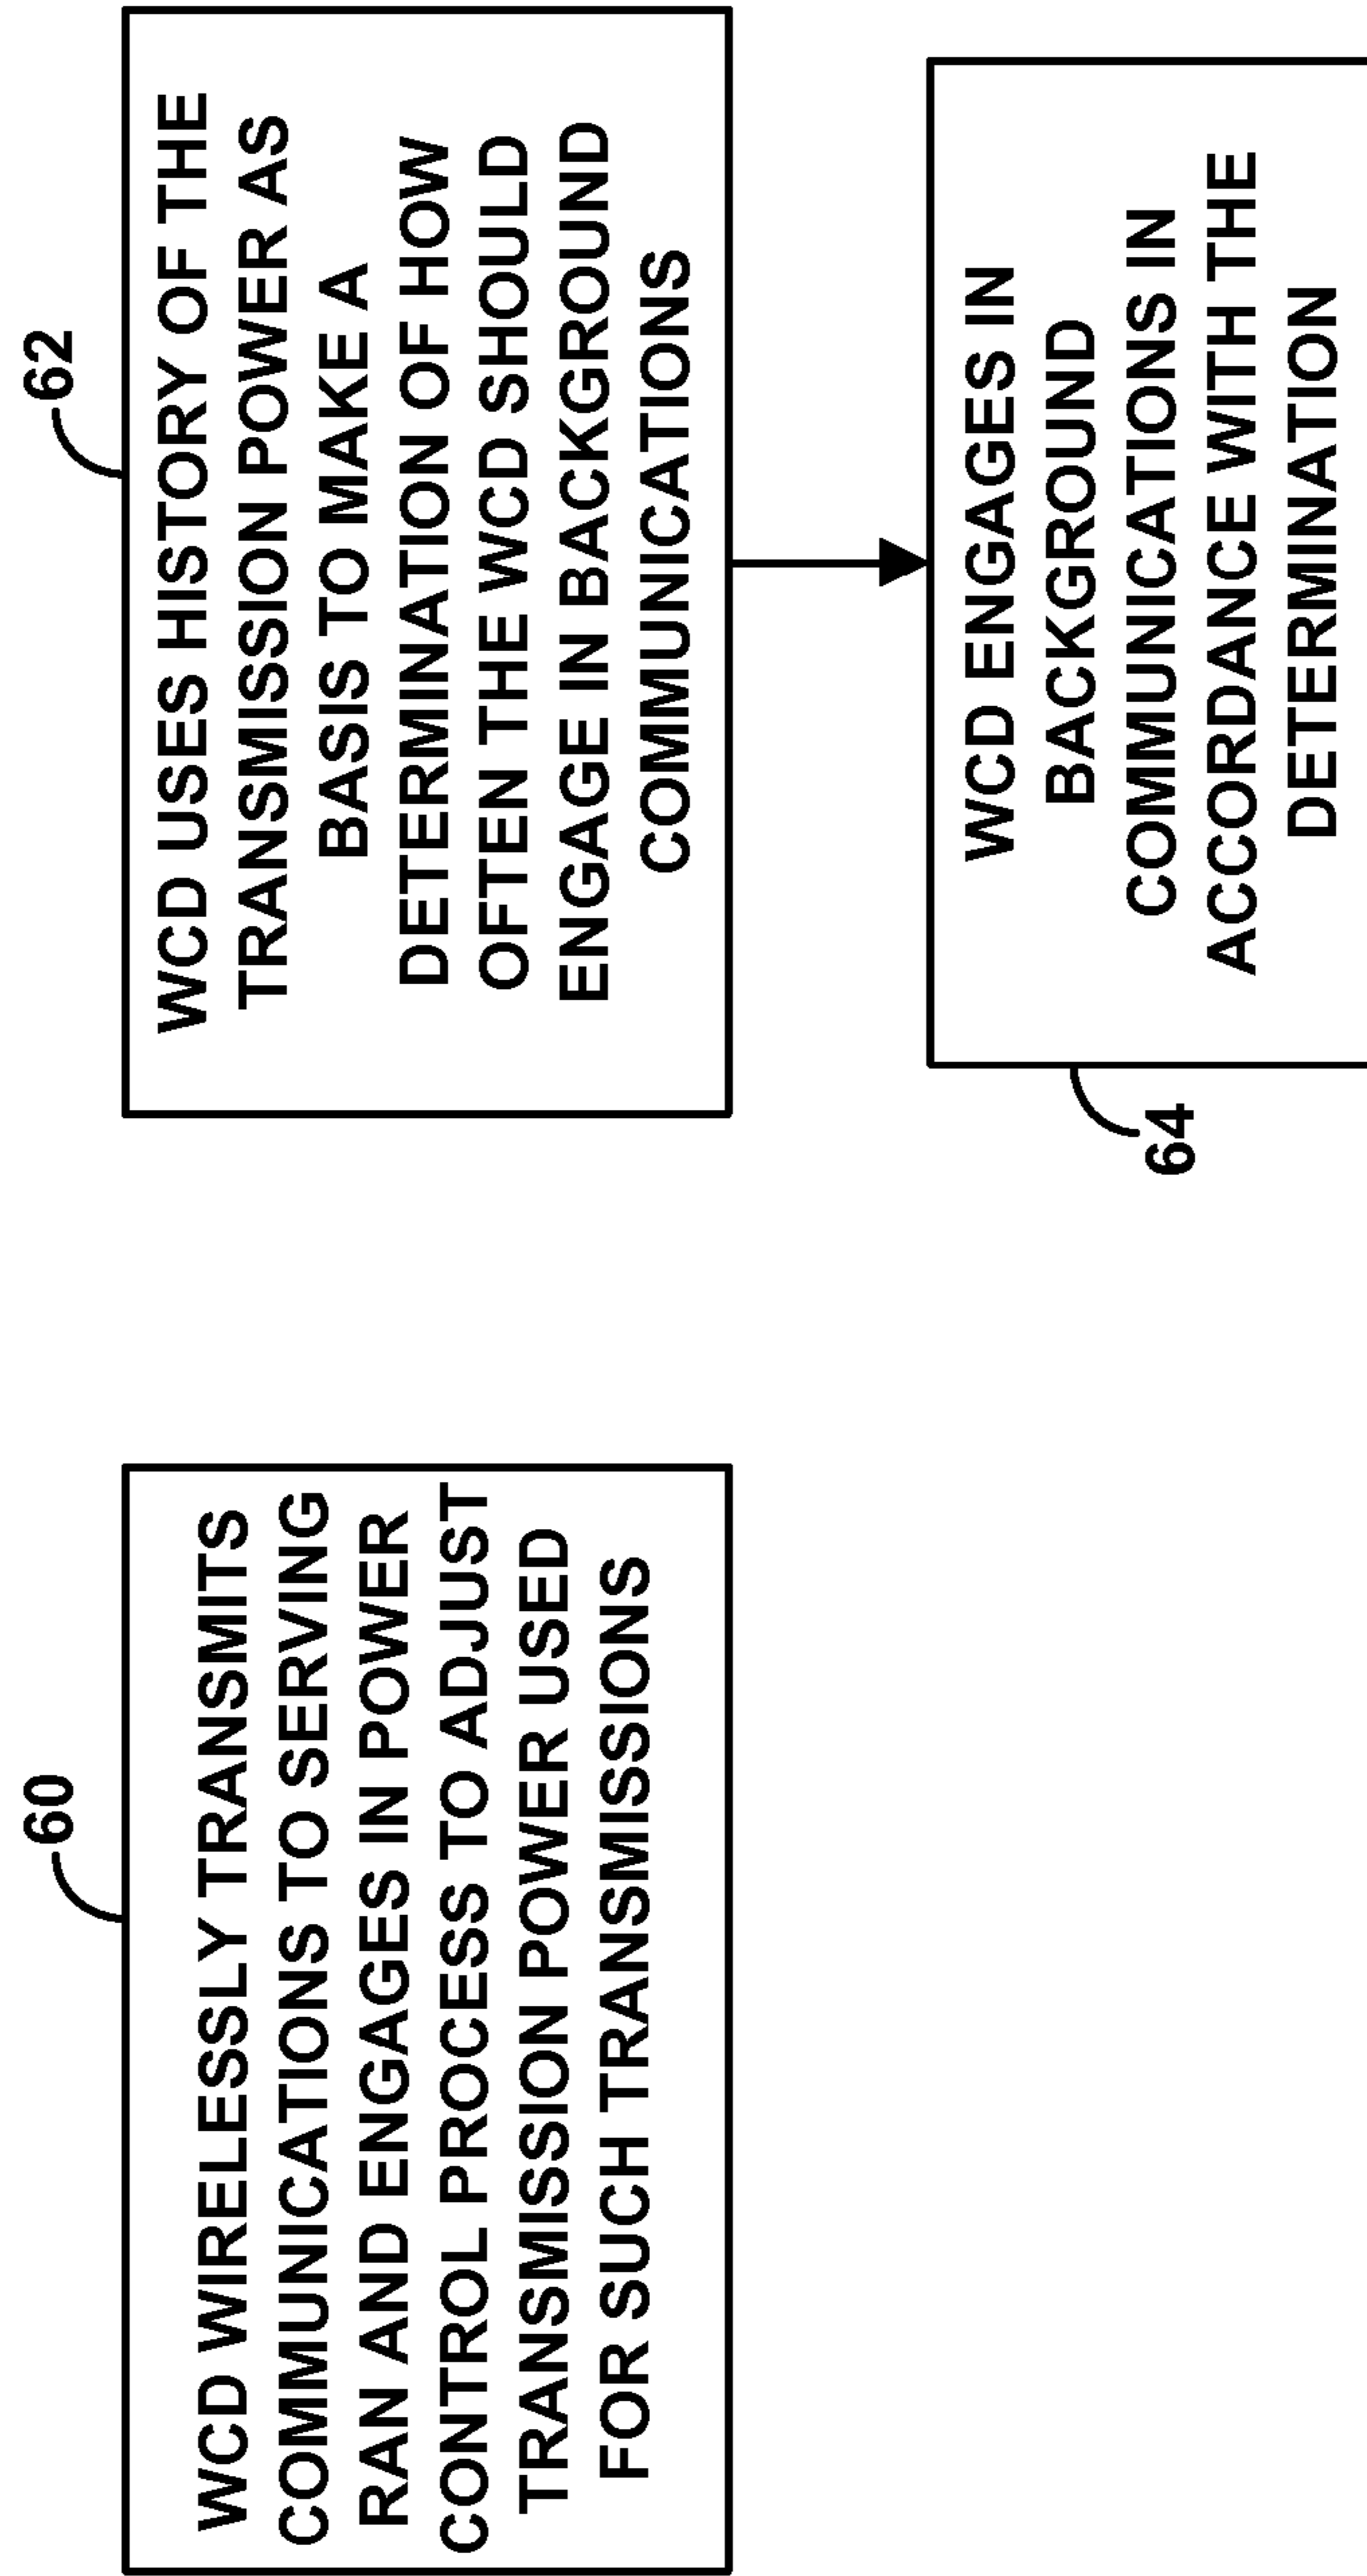 60
WCD WIRELESSLY TRANSMITS
COMMUNICATIONS TO SERVING
RAN AND ENGAGES IN POWER
CONTROL PROCESS TO ADJUST
TRANSMISSION POWER USED
FOR SUCH TRANSMISSIONS
62
WCD USES HISTORY OF THE
TRANSMISSION POWER AS
BASIS TO MAKE A
DETERMINATION OF HOW
OFTEN THE WCD SHOULD
ENGAGE IN BACKGROUND
COMMUNICATIONS
64
WCD ENGAGES IN
BACKGROUND
COMMUNICATIONS IN
ACCORDANCE WITH THE
DETERMINATION